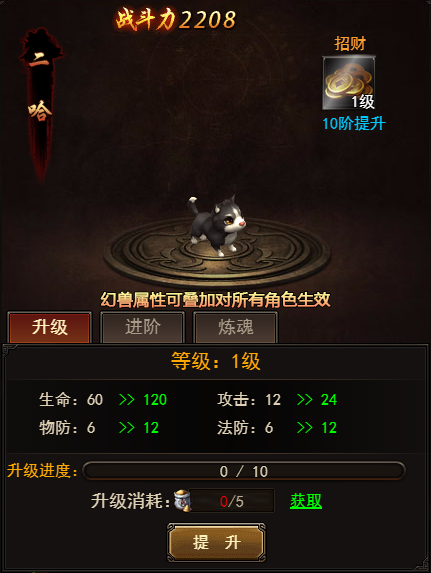 战斗力2208
二哈
招财
1级
10阶提升
幻兽属性可叠加对所有角色生效
升级 进阶 炼魂
等级：1级
生命：60 >> 120 攻击：12 >> 24
物防：6 >> 12 法防：6 >> 12
升级进度： 0 / 10
升级消耗： 0/5 获取
提 升